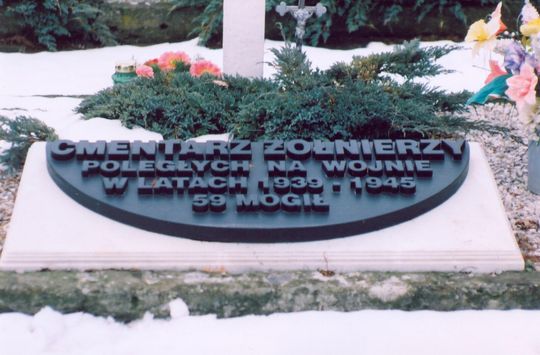 CMENTARZ ŻOŁNIERZY
POLEGŁYCH NA WOJNIE
W LATACH 1939 - 1945
59 MOGIŁ